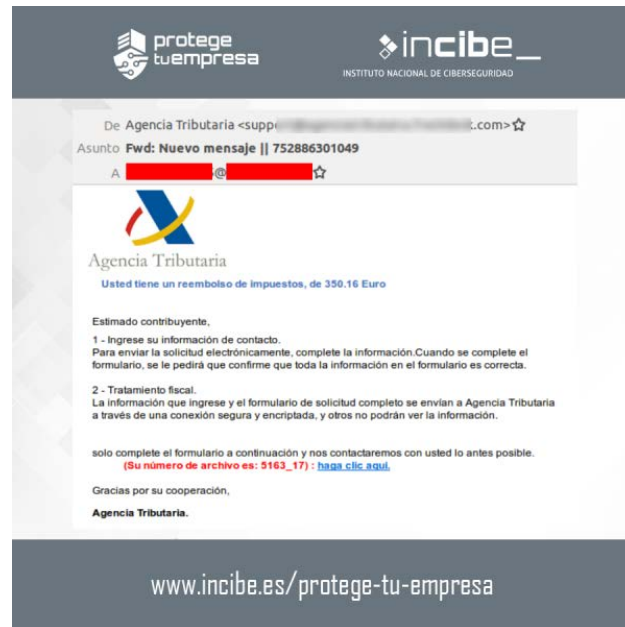 protege
tuempresa
incibe_
INSTITUTO NACIONAL DE CIBERSEGURIDAD
De Agencia Tributaria <supp .com>
Asunto Fwd: Nuevo mensaje || 752886301049
A @
Agencia Tributaria
Usted tiene un reembolso de impuestos, de 350.16 Euro
Estimado contribuyente,
1 - Ingrese su información de contacto.
Para enviar la solicitud electrónicamente, complete la información.Cuando se complete el
formulario, se le pedirá que confirme que toda la información en el formulario es correcta.
2 - Tratamiento fiscal.
La información que ingrese y el formulario de solicitud completo se envían a Agencia Tributaria
a través de una conexión segura y encriptada, y otros no podrán ver la información.
solo complete el formulario a continuación y nos contactaremos con usted lo antes posible.
(Su número de archivo es: 5163_17) : haga clic aquí.
Gracias por su cooperación,
Agencia Tributaria.
www.incibe.es/protege-tu-empresa